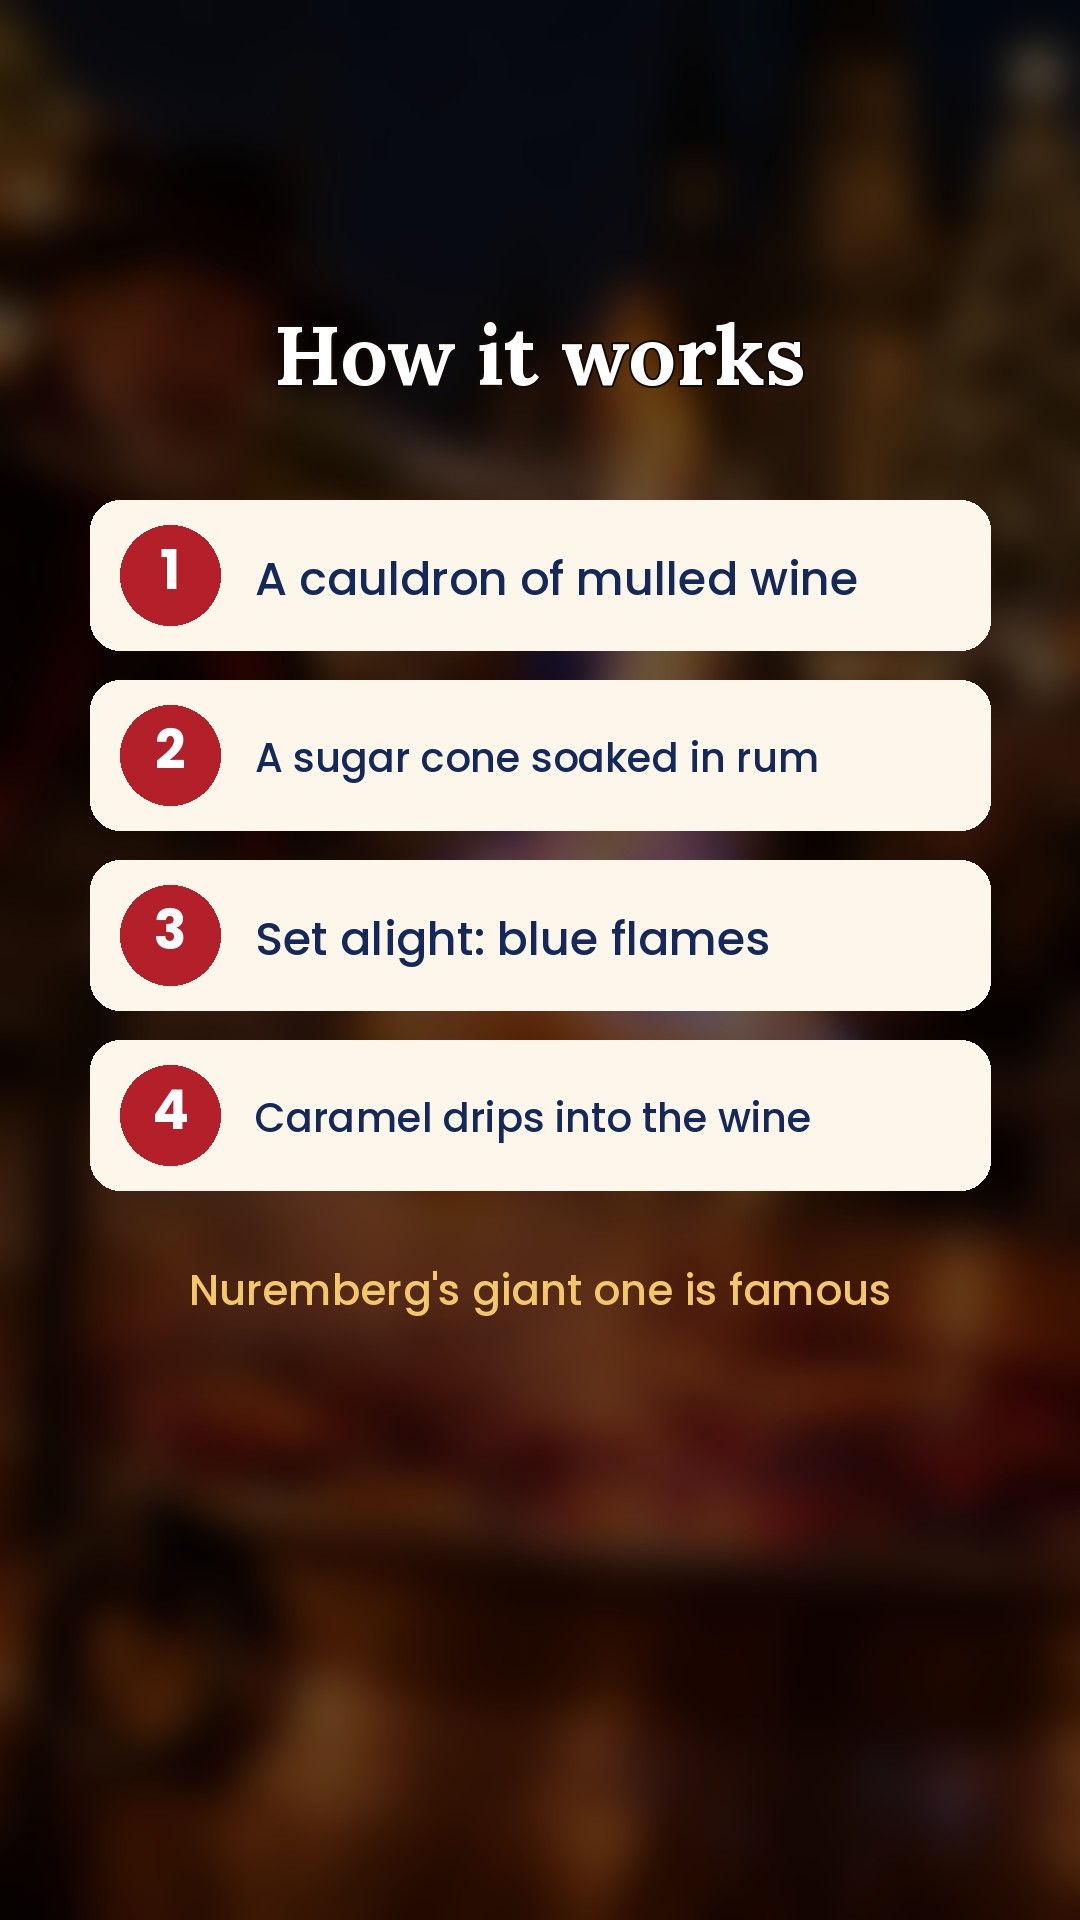 How it works
1 A cauldron of mulled wine
2 A sugar cone soaked in rum
3 Set alight: blue flames
4 Caramel drips into the wine
Nuremberg's giant one is famous